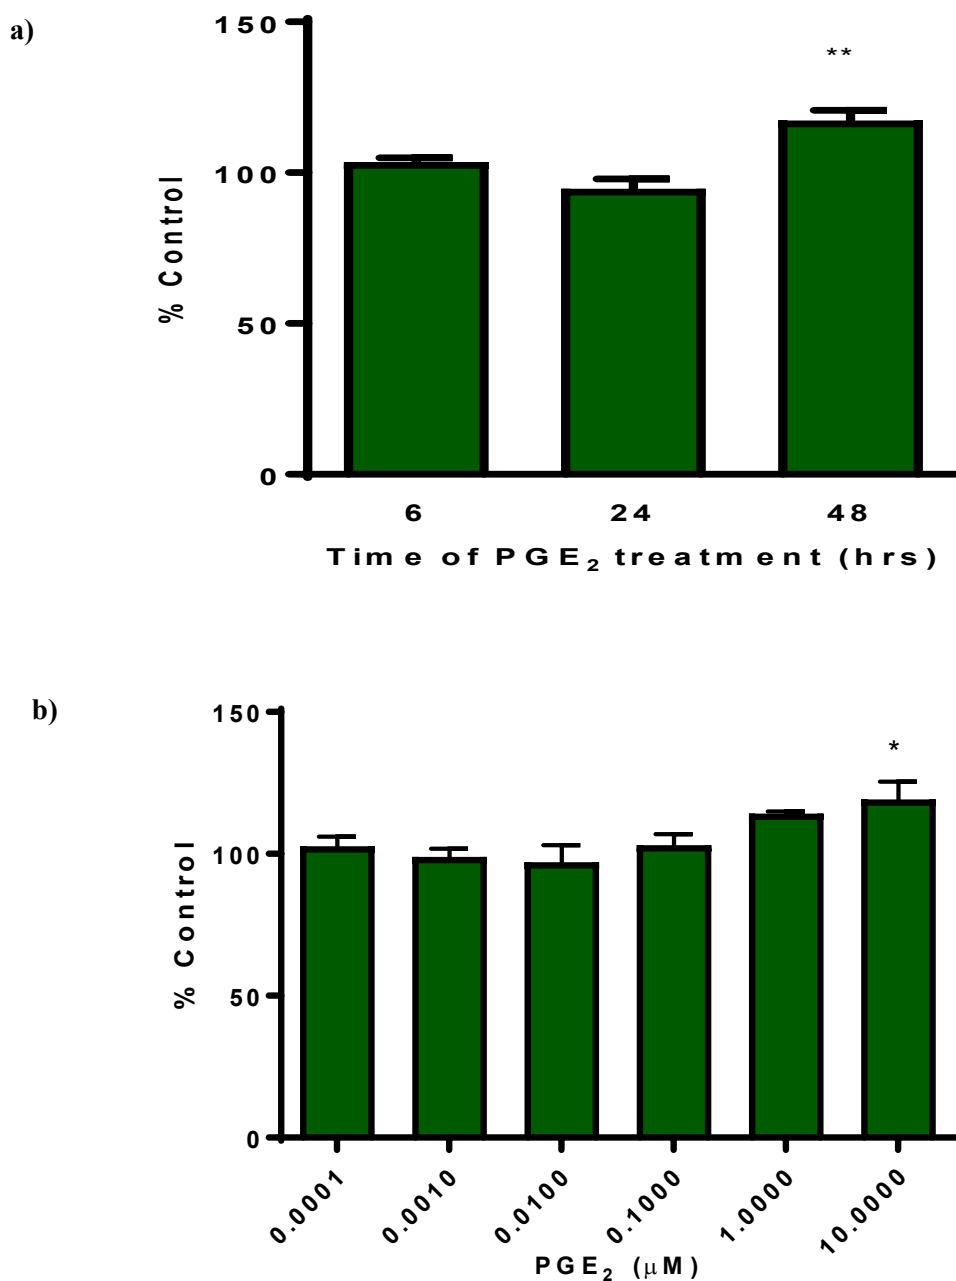 a)
150
**
100
% Control
50
0
6 24 48
Time of PGE₂ treatment (hrs)
b)
150
*
100
% Control
50
0
0.0001 0.0010 0.0100 0.1000 1.0000 10.0000
PGE₂ (µM)